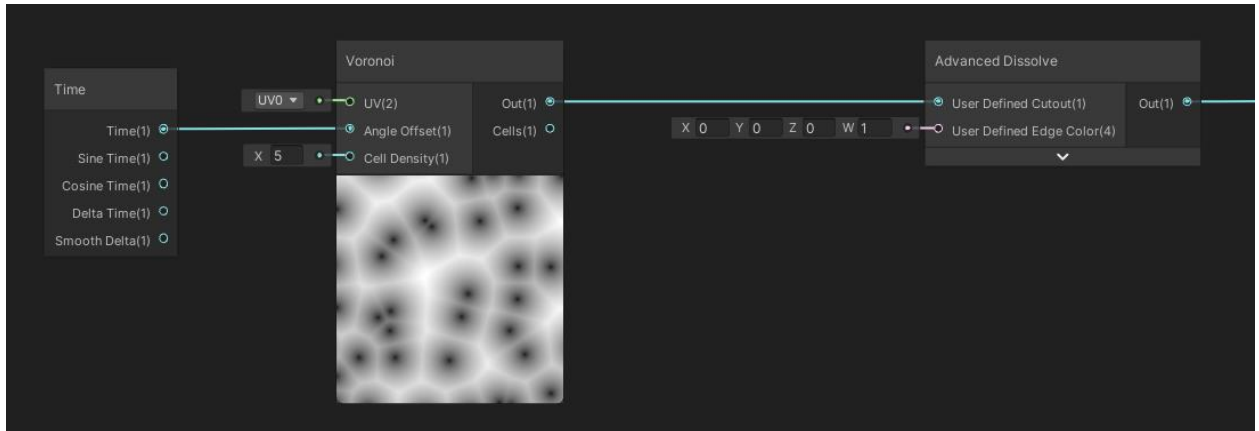 Time
Time(1)
Sine Time(1)
Cosine Time(1)
Delta Time(1)
Smooth Delta(1)
Voronoi
UV0
UV(2)
Out(1)
Angle Offset(1)
Cells(1)
X 5
Cell Density(1)
Advanced Dissolve
User Defined Cutout(1)
Out(1)
X 0 Y 0 Z 0 W 1
User Defined Edge Color(4)